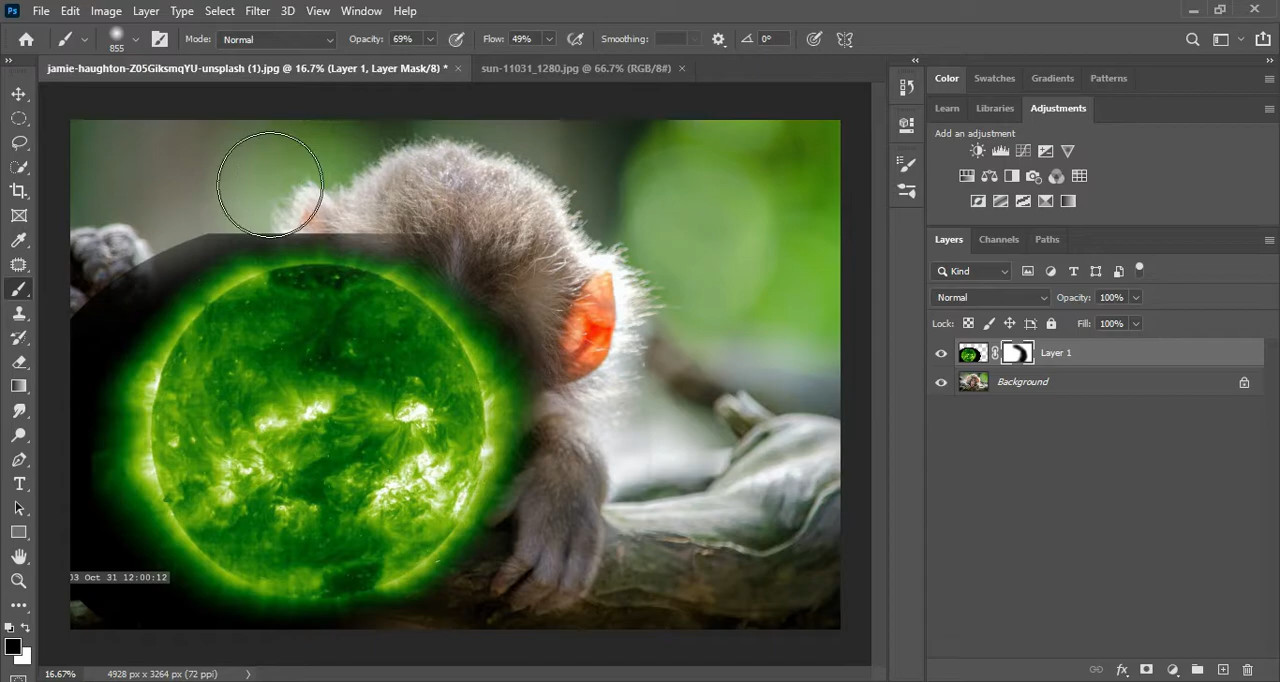 Ps File Edit Image Layer Type Select Filter 3D View Window Help
855 Mode: Normal Opacity: 69% Flow: 49% Smoothing: 0°
jamie-haughton-Z05GiksmqYU-unsplash (1).jpg @ 16.7% (Layer 1, Layer Mask/8) * × sun-11031_1280.jpg @ 66.7% (RGB/8#) ×
Color Swatches Gradients Patterns
Learn Libraries Adjustments
Add an adjustment
Layers Channels Paths
Kind
Normal Opacity: 100%
Lock: Fill: 100%
Layer 1
Background
03 Oct 31 12:00:12
16.67% 4928 px x 3264 px (72 ppi)